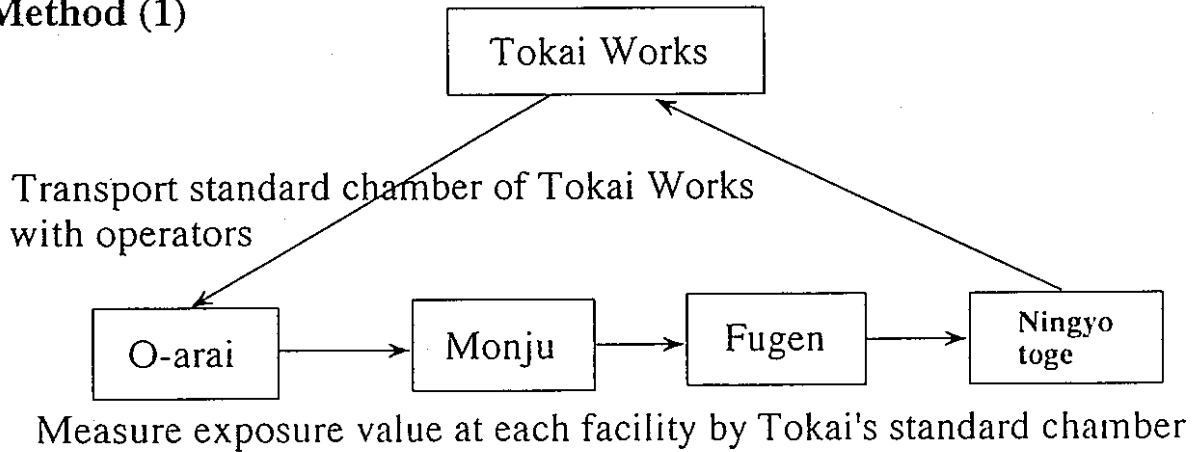 Method (1)
Tokai Works
Transport standard chamber of Tokai Works
with operators
O-arai
Monju
Fugen
Ningyo
toge
Measure exposure value at each facility by Tokai's standard chamber